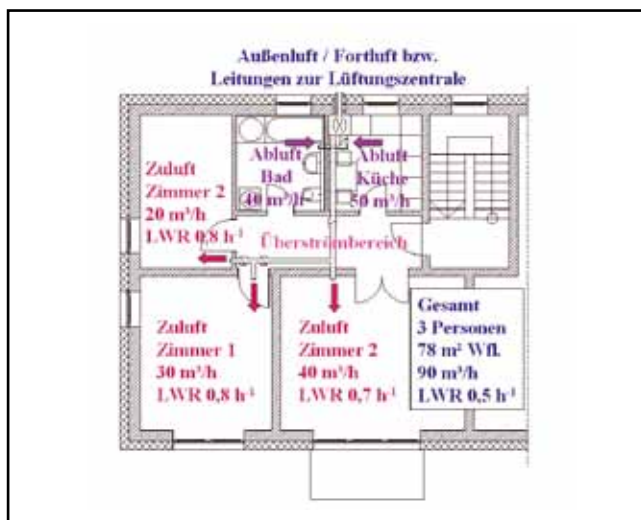 Außenluft / Fortluft bzw.
Leitungen zur Lüftungszentrale
Zuluft
Zimmer 2
20 m³/h
LWR 0,8 h⁻¹
Abluft
Bad
40 m³/h
Abluft
Küche
50 m³/h
Überströmbereich
Zuluft
Zimmer 1
30 m³/h
LWR 0,8 h⁻¹
Zuluft
Zimmer 2
40 m³/h
LWR 0,7 h⁻¹
Gesamt
3 Personen
78 m² Wfl.
90 m³/h
LWR 0,5 h⁻¹